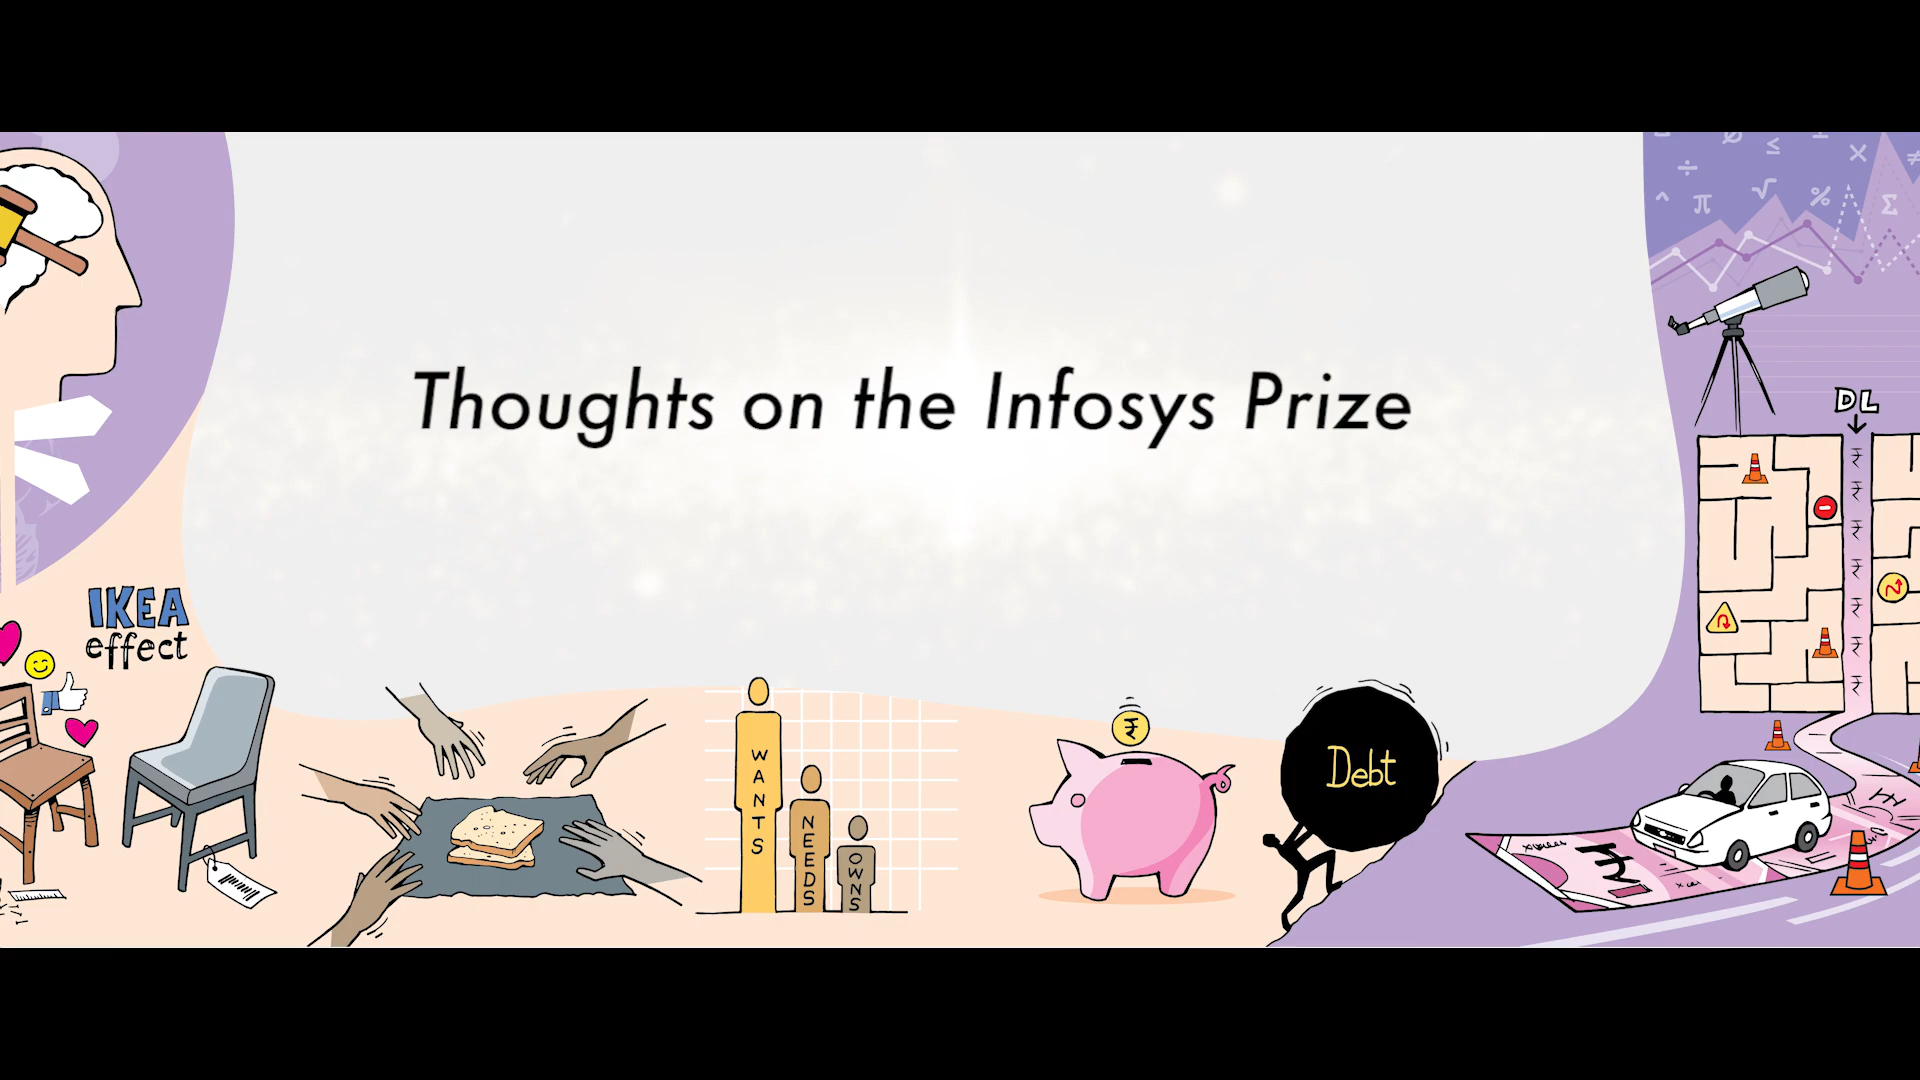 Thoughts on the Infosys Prize
DL
IKEA
effect
WANTS
NEEDS
OWNS
₹
Debt
₹
₹
₹
₹
₹
₹
₹